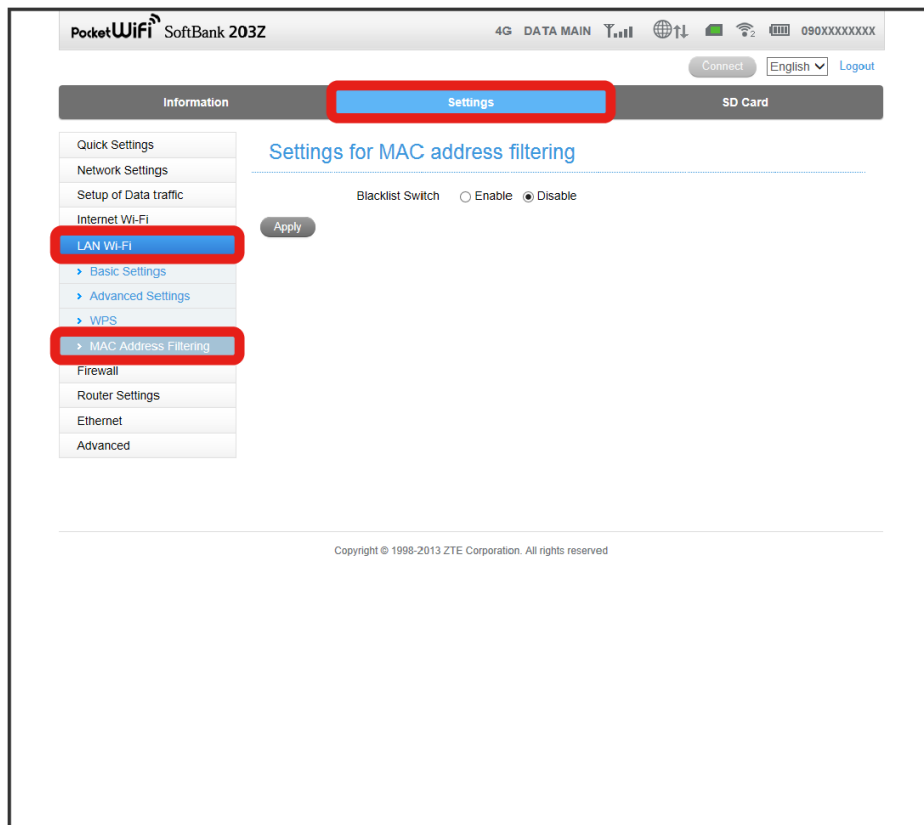 PocketWiFi SoftBank 203Z 4G DATA MAIN 2 090XXXXXXXX
Connect English Logout
Information Settings SD Card
Quick Settings
Network Settings
Setup of Data traffic
Internet Wi-Fi
LAN Wi-Fi
Basic Settings
Advanced Settings
WPS
MAC Address Filtering
Firewall
Router Settings
Ethernet
Advanced
Settings for MAC address filtering
Blacklist Switch Enable Disable
Apply
Copyright © 1998-2013 ZTE Corporation. All rights reserved